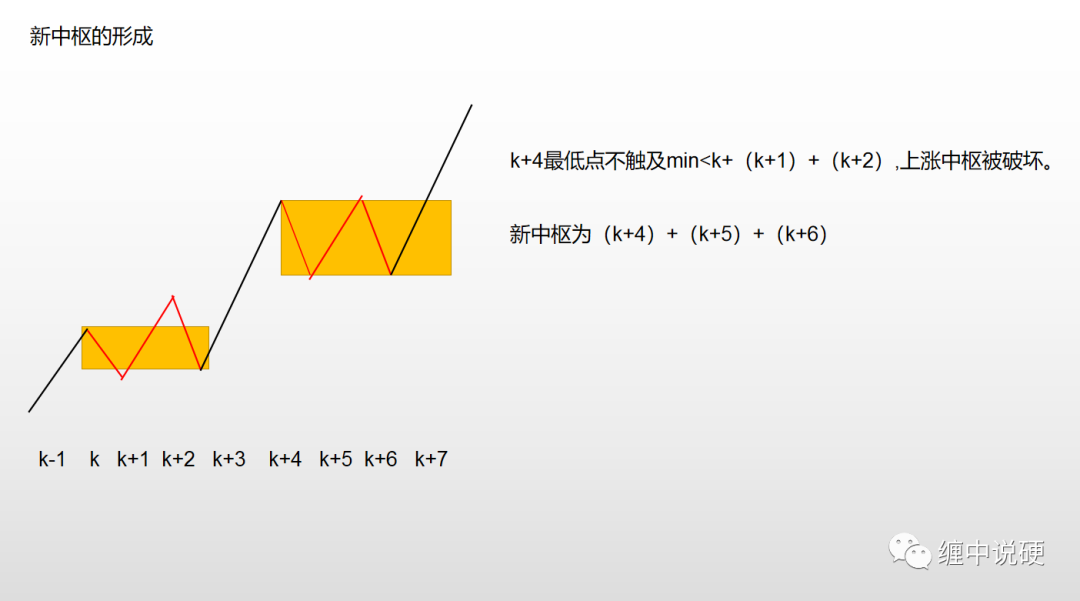 新中枢的形成
k+4最低点不触及min<k+（k+1）+（k+2）,上涨中枢被破坏。
新中枢为（k+4）+（k+5）+（k+6）
k-1 k k+1 k+2 k+3 k+4 k+5 k+6 k+7
缠中说硬